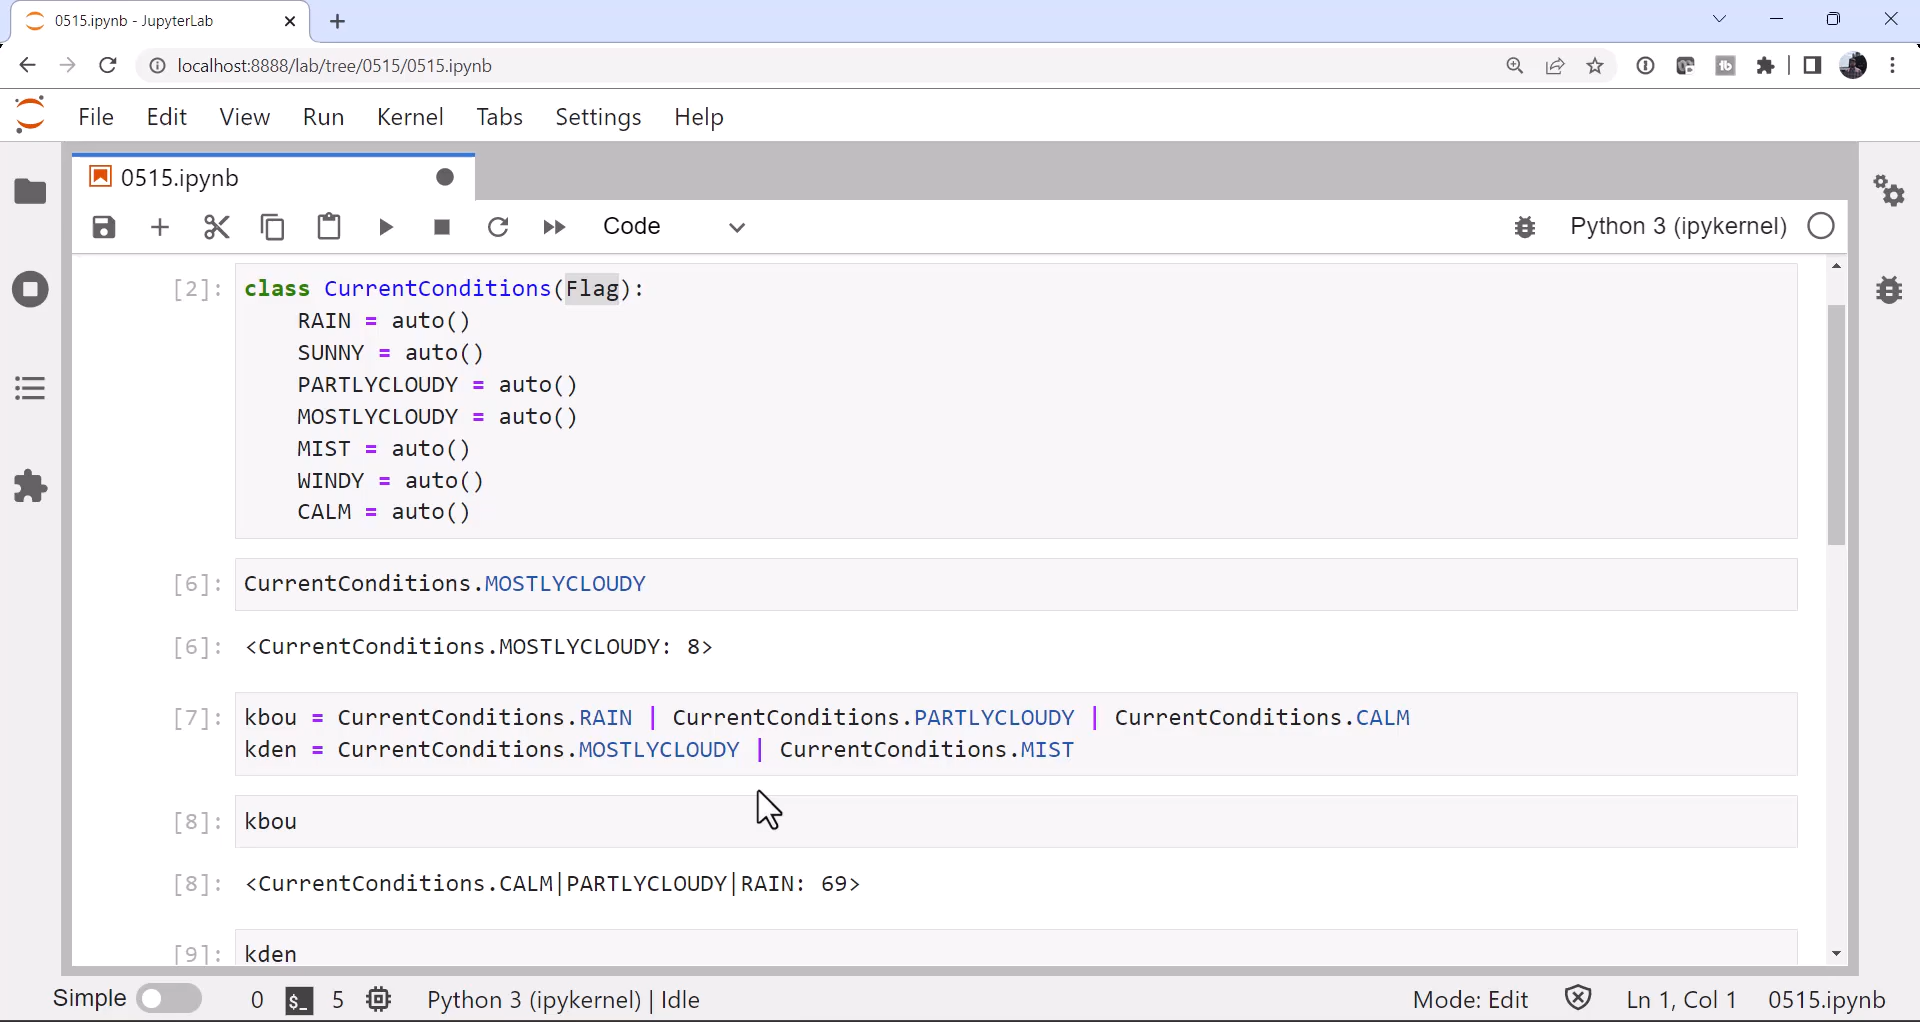 0515.ipynb - JupyterLab
localhost:8888/lab/tree/0515/0515.ipynb
File Edit View Run Kernel Tabs Settings Help
0515.ipynb
Code
Python 3 (ipykernel)
[2]: class CurrentConditions(Flag):
RAIN = auto()
SUNNY = auto()
PARTLYCLOUDY = auto()
MOSTLYCLOUDY = auto()
MIST = auto()
WINDY = auto()
CALM = auto()
[6]: CurrentConditions.MOSTLYCLOUDY
[6]: <CurrentConditions.MOSTLYCLOUDY: 8>
[7]: kbou = CurrentConditions.RAIN | CurrentConditions.PARTLYCLOUDY | CurrentConditions.CALM
kden = CurrentConditions.MOSTLYCLOUDY | CurrentConditions.MIST
[8]: kbou
[8]: <CurrentConditions.CALM|PARTLYCLOUDY|RAIN: 69>
[9]: kden
Simple 0 $_ 5 Python 3 (ipykernel) | Idle Mode: Edit Ln 1, Col 1 0515.ipynb